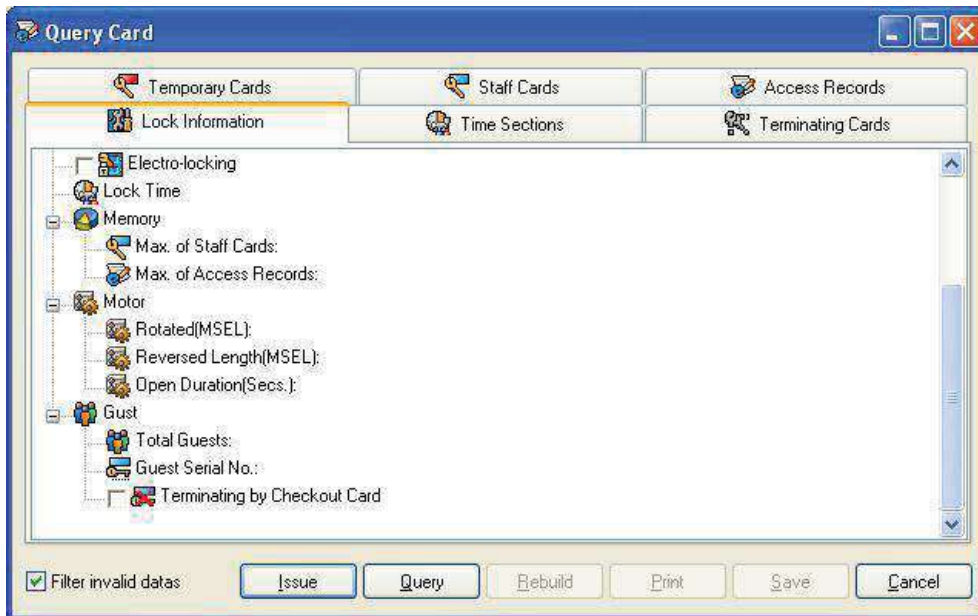 Query Card
Temporary Cards Staff Cards Access Records
Lock Information Time Sections Terminating Cards
Electro-locking
Lock Time
Memory
Max. of Staff Cards:
Max. of Access Records:
Motor
Rotated(MSEL):
Reversed Length(MSEL):
Open Duration(Secs.):
Gust
Total Guests:
Guest Serial No.:
Terminating by Checkout Card
Filter invalid datas Issue Query Rebuild Print Save Cancel